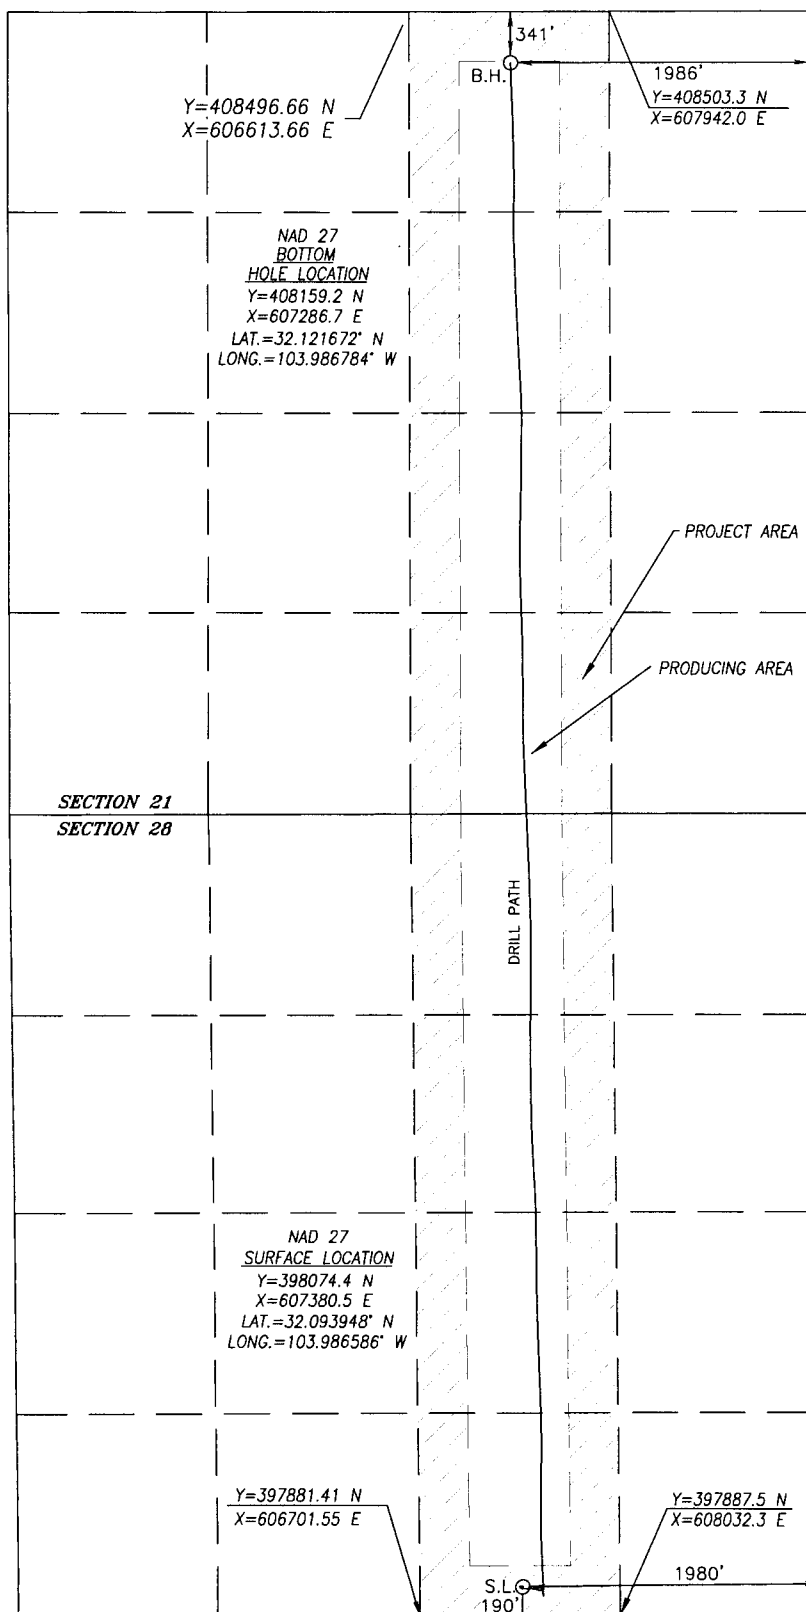 341'
B.H.
1986'
Y=408496.66 N
X=606613.66 E
Y=408503.3 N
X=607942.0 E
NAD 27
BOTTOM
HOLE LOCATION
Y=408159.2 N
X=607286.7 E
LAT.=32.121672° N
LONG.=103.986784° W
PROJECT AREA
PRODUCING AREA
SECTION 21
SECTION 28
DRILL PATH
NAD 27
SURFACE LOCATION
Y=398074.4 N
X=607380.5 E
LAT.=32.093948° N
LONG.=103.986586° W
Y=397881.41 N
X=606701.55 E
Y=397887.5 N
X=608032.3 E
S.L.
1980'
190'